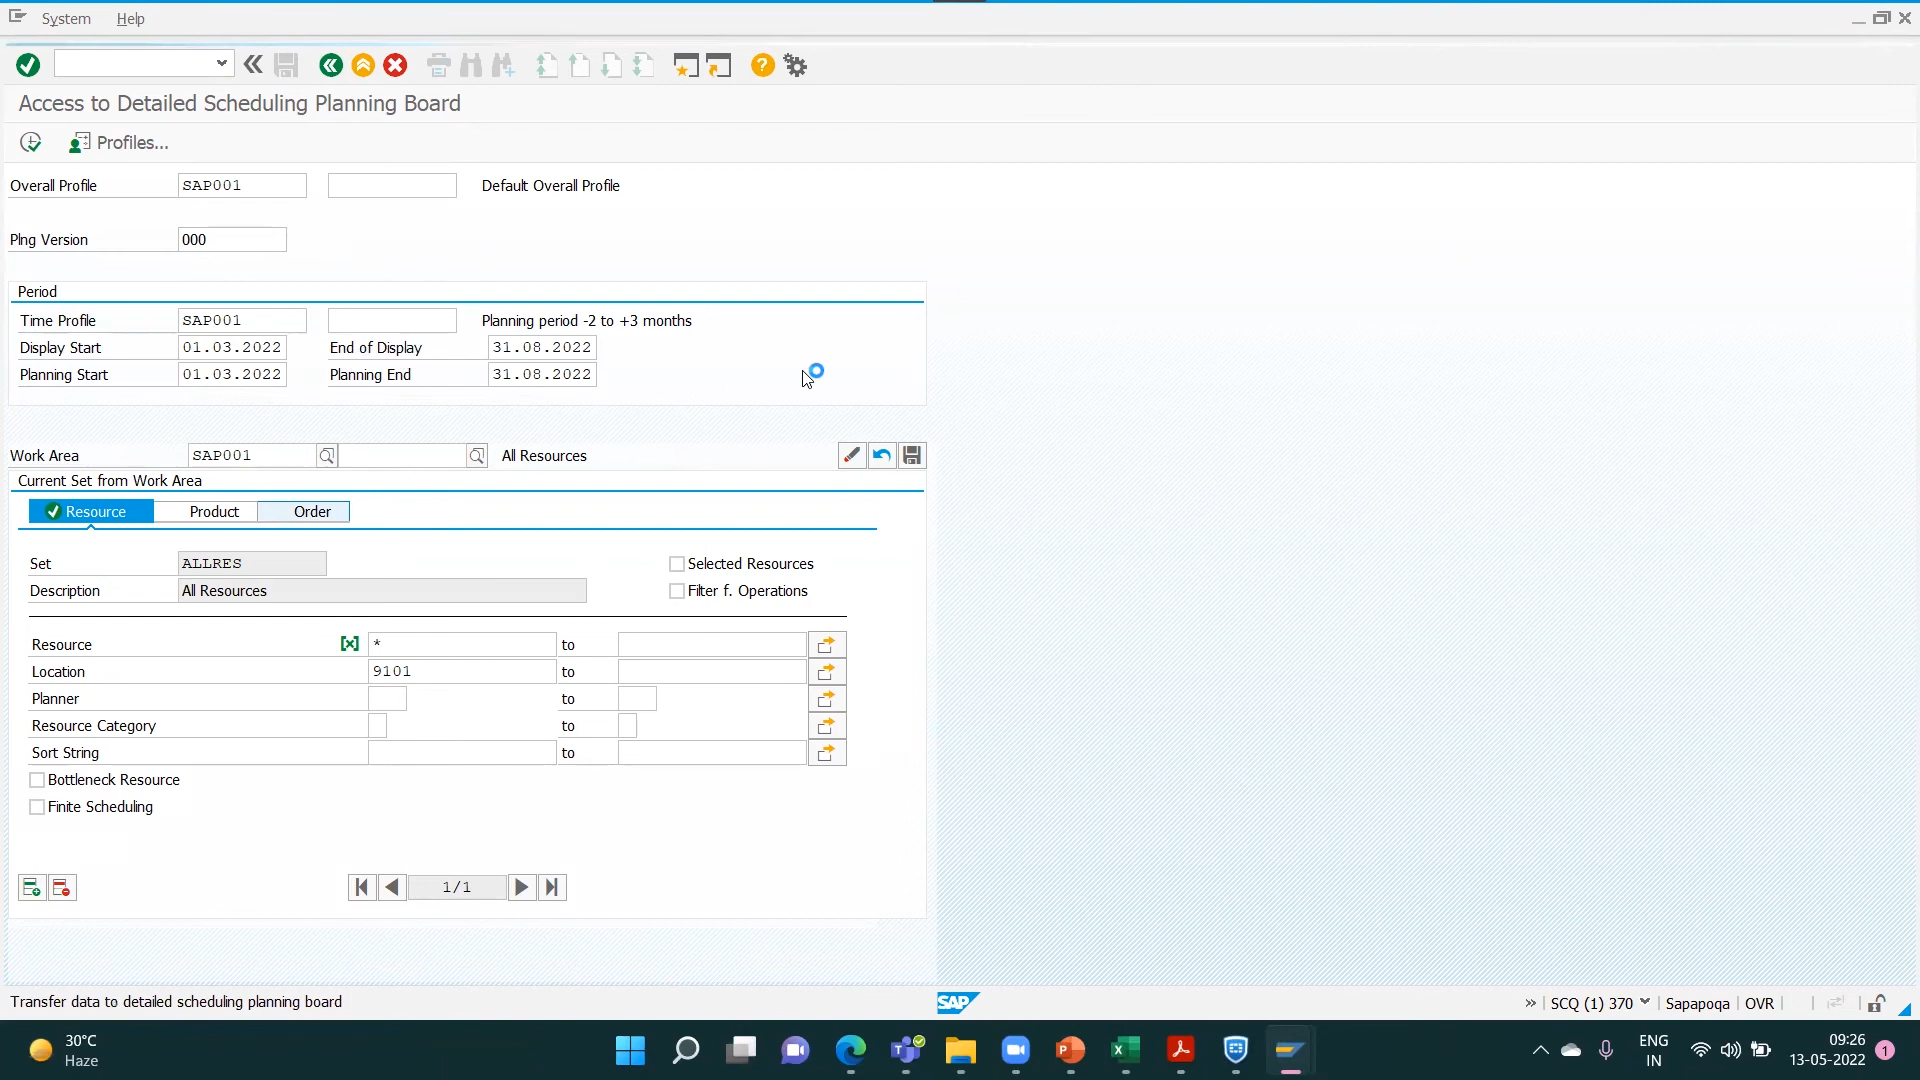 System Help
Access to Detailed Scheduling Planning Board
Profiles...
Overall Profile SAP001 Default Overall Profile
Plng Version 000
Period
Time Profile SAP001 Planning period -2 to +3 months
Display Start 01.03.2022 End of Display 31.08.2022
Planning Start 01.03.2022 Planning End 31.08.2022
Work Area SAP001 All Resources
Current Set from Work Area
Resource Product Order
Set ALLRES Selected Resources
Description All Resources Filter f. Operations
Resource * to
Location 9101 to
Planner to
Resource Category to
Sort String to
Bottleneck Resource
Finite Scheduling
1/1
Transfer data to detailed scheduling planning board SAP SCQ (1) 370 Sapapoqa OVR
30°C
Haze
ENG
IN
09:26
13-05-2022 1